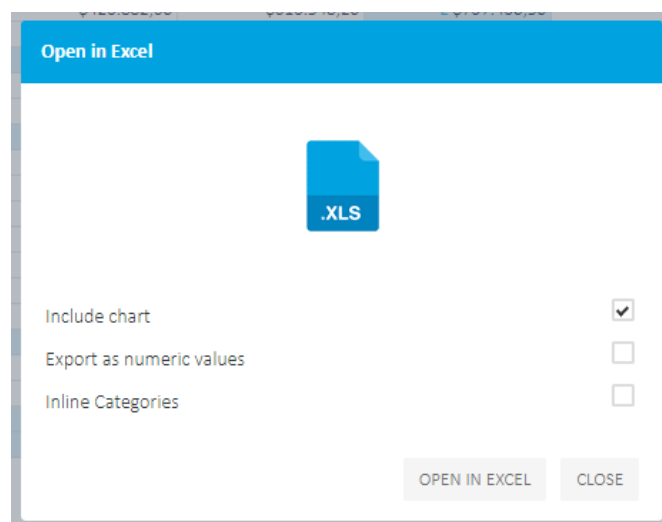 Open in Excel
.XLS
Include chart
Export as numeric values
Inline Categories
OPEN IN EXCEL CLOSE